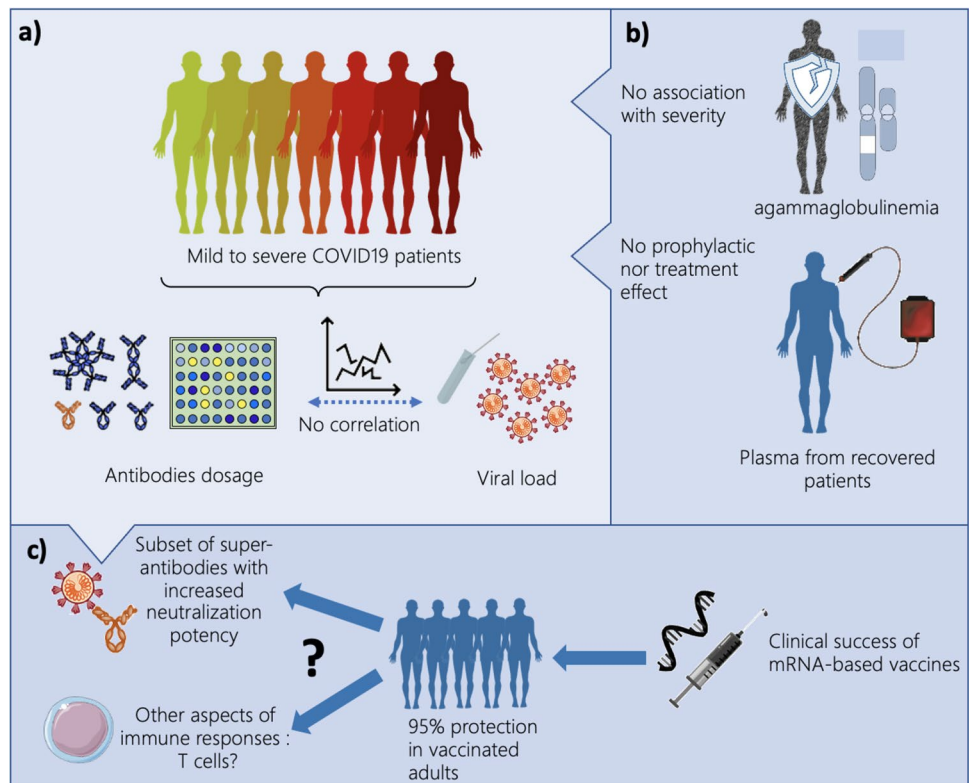 a)
Mild to severe COVID19 patients
No correlation
Antibodies dosage
Viral load
b)
No association
with severity
agammaglobulinemia
No prophylactic
nor treatment
effect
Plasma from recovered
patients
c)
Subset of super-
antibodies with
increased
neutralization
potency
?
Other aspects of
immune responses :
T cells?
95% protection
in vaccinated
adults
Clinical success of
mRNA-based vaccines